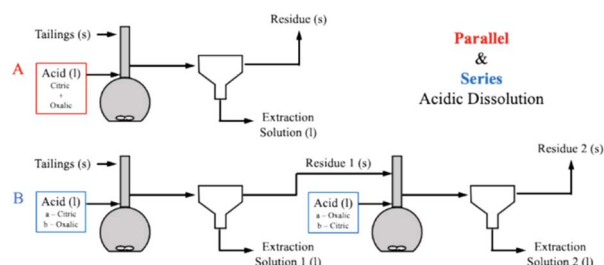 Residue (s)
Tailings (s)
Parallel
&
Series
Acidic Dissolution
A
Acid (l)
Citric
+
Oxalic
Extraction
Solution (l)
Residue 2 (s)
Tailings (s)
Residue 1 (s)
B
Acid (l)
a – Citric
b – Oxalic
Acid (l)
a – Oxalic
b – Citric
Extraction
Solution 1 (l)
Extraction
Solution 2 (l)